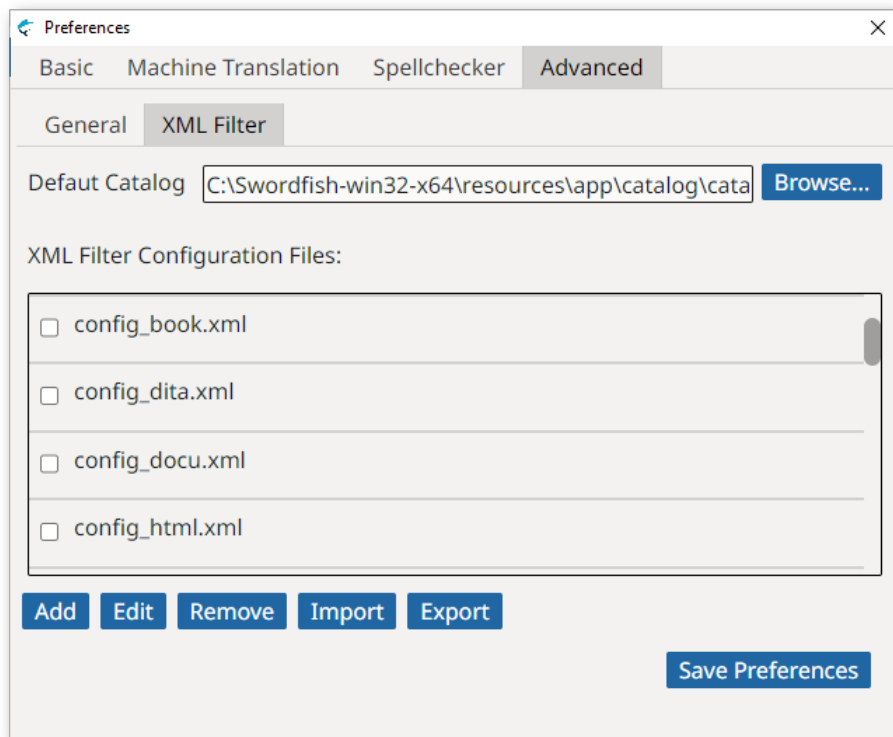 Preferences
Basic Machine Translation Spellchecker Advanced
General XML Filter
Defaut Catalog C:\Swordfish-win32-x64\resources\app\catalog\cata Browse...
XML Filter Configuration Files:
config_book.xml
config_dita.xml
config_docu.xml
config_html.xml
Add Edit Remove Import Export
Save Preferences